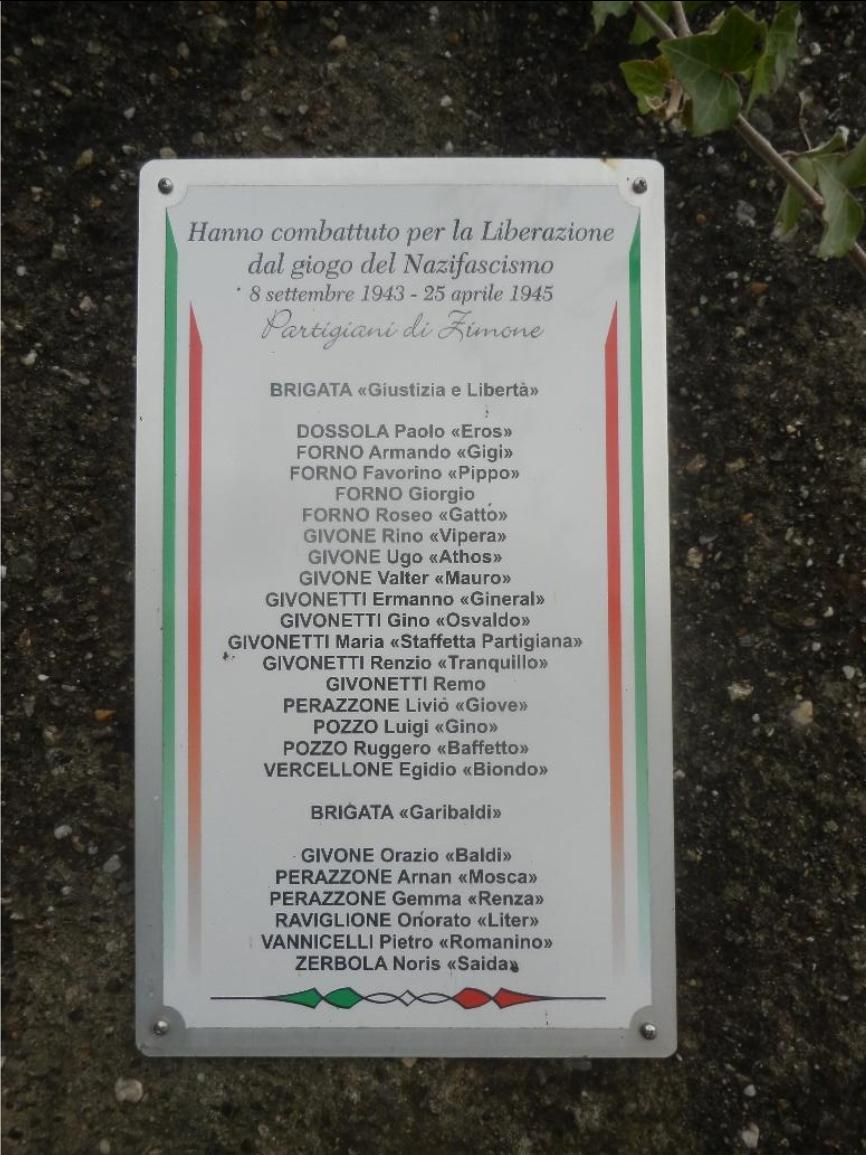 Hanno combattuto per la Liberazione
dal giogo del Nazifascismo
8 settembre 1943 - 25 aprile 1945
Partigiani di Zimone
BRIGATA «Giustizia e Libertà»
DOSSOLA Paolo «Eros»
FORNO Armando «Gigi»
FORNO Favorino «Pippo»
FORNO Giorgio
FORNO Roseo «Gatto»
GIVONE Rino «Vipera»
GIVONE Ugo «Athos»
GIVONE Valter «Mauro»
GIVONETTI Ermanno «Gineral»
GIVONETTI Gino «Osvaldo»
GIVONETTI Maria «Staffetta Partigiana»
GIVONETTI Renzio «Tranquillo»
GIVONETTI Remo
PERAZZONE Livio «Giove»
POZZO Luigi «Gino»
POZZO Ruggero «Baffetto»
VERCELLONE Egidio «Biondo»
BRIGATA «Garibaldi»
GIVONE Orazio «Baldi»
PERAZZONE Arnan «Mosca»
PERAZZONE Gemma «Renza»
RAVIGLIONE Onorato «Liter»
VANNICELLI Pietro «Romanino»
ZERBOLA Noris «Saida»